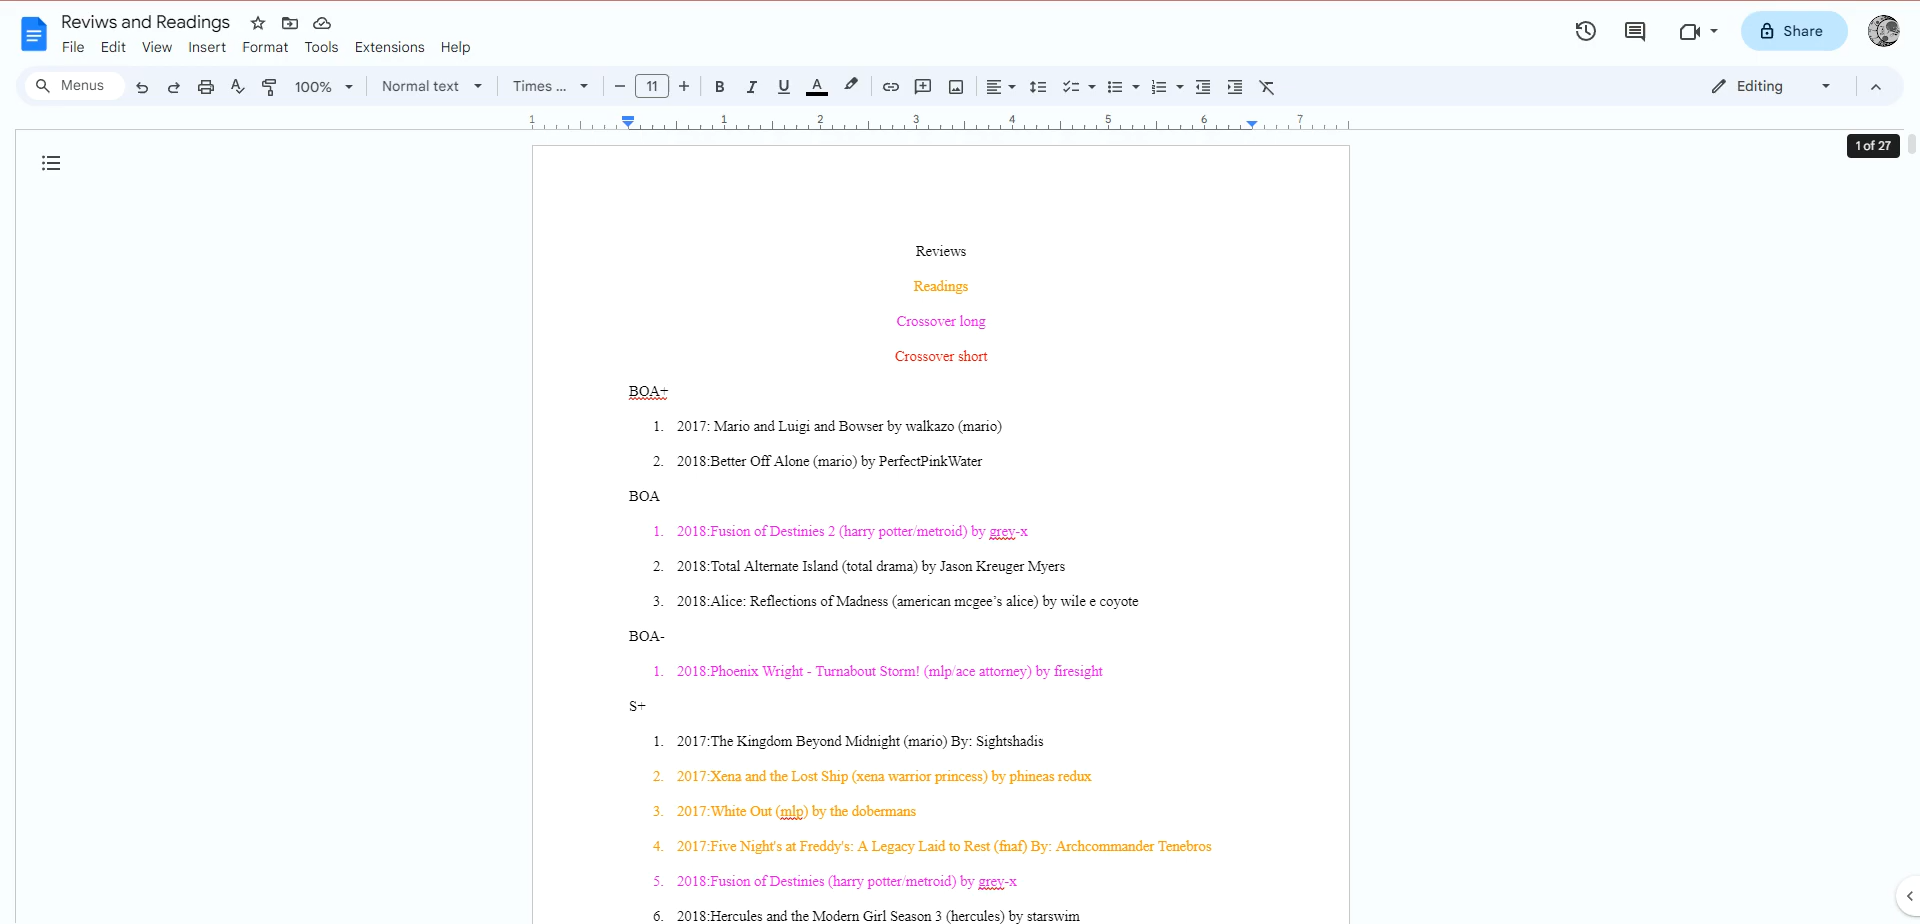 Reviws and Readings
File Edit View Insert Format Tools Extensions Help
Share
Menus 100% Normal text Times ... 11 B I U A Editing
1 1 2 3 4 5 6 7
1 of 27
Reviews
Readings
Crossover long
Crossover short
BOA+
1. 2017: Mario and Luigi and Bowser by walkazo (mario)
2. 2018:Better Off Alone (mario) by PerfectPinkWater
BOA
1. 2018:Fusion of Destinies 2 (harry potter/metroid) by grey-x
2. 2018:Total Alternate Island (total drama) by Jason Kreuger Myers
3. 2018:Alice: Reflections of Madness (american mcgee’s alice) by wile e coyote
BOA-
1. 2018:Phoenix Wright - Turnabout Storm! (mlp/ace attorney) by firesight
S+
1. 2017:The Kingdom Beyond Midnight (mario) By: Sightshadis
2. 2017:Xena and the Lost Ship (xena warrior princess) by phineas redux
3. 2017:White Out (mlp) by the dobermans
4. 2017:Five Night's at Freddy's: A Legacy Laid to Rest (fnaf) By: Archcommander Tenebros
5. 2018:Fusion of Destinies (harry potter/metroid) by grey-x
6. 2018:Hercules and the Modern Girl Season 3 (hercules) by starswim